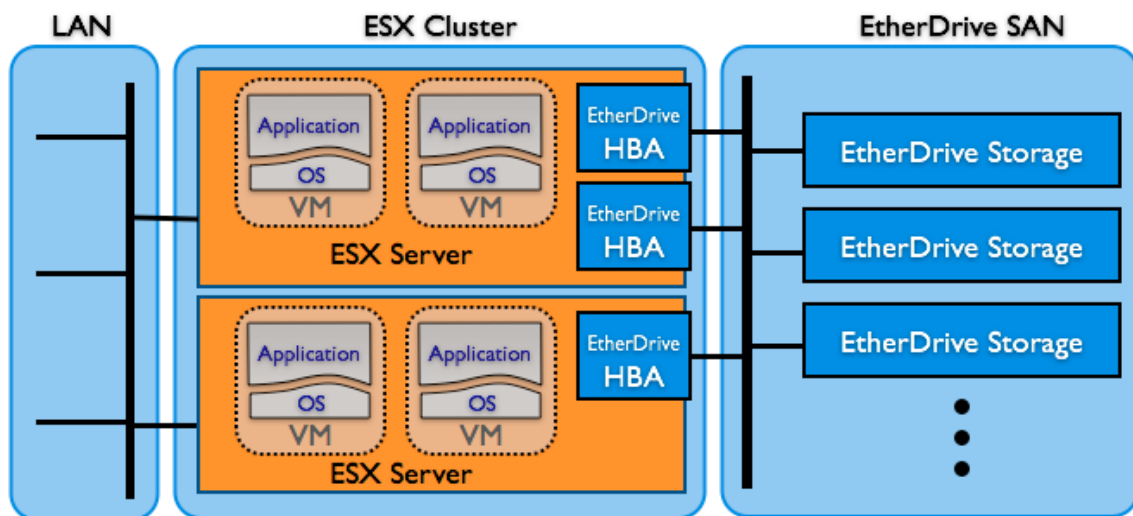 LAN
ESX Cluster
EtherDrive SAN
Application
OS
VM
Application
OS
VM
ESX Server
EtherDrive
HBA
EtherDrive
HBA
Application
OS
VM
Application
OS
VM
ESX Server
EtherDrive
HBA
EtherDrive Storage
EtherDrive Storage
EtherDrive Storage